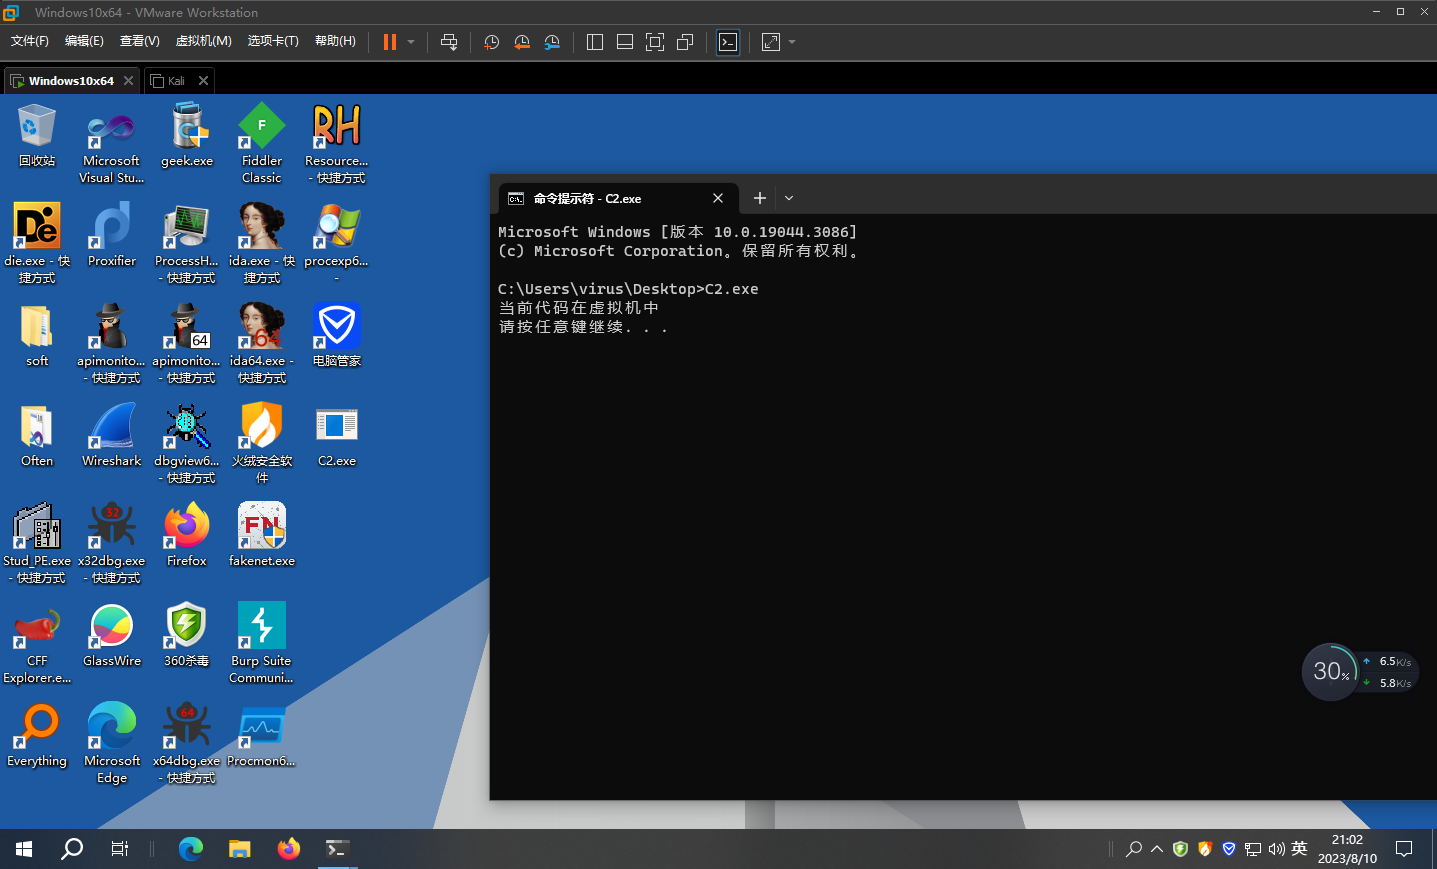 Windows10x64 - VMware Workstation
文件(F) 编辑(E) 查看(V) 虚拟机(M) 选项卡(T) 帮助(H)
Windows10x64 Kali
回收站
Microsoft
Visual Stu...
geek.exe
F
Fiddler
Classic
RH
Resource...
- 快捷方式
De
die.exe - 快
捷方式
Proxifier
ProcessH...
- 快捷方式
ida.exe - 快
捷方式
procexp6...
-
soft
apimonito...
- 快捷方式
64
apimonito...
- 快捷方式
64
ida64.exe -
快捷方式
电脑管家
Often
Wireshark
dbgview6...
- 快捷方式
火绒安全软
件
C2.exe
Stud_PE.exe
- 快捷方式
32
x32dbg.exe
- 快捷方式
Firefox
FN
fakenet.exe
CFF
Explorer.e...
GlassWire
360杀毒
Burp Suite
Communi...
Everything
Microsoft
Edge
64
x64dbg.exe
- 快捷方式
Procmon6...
命令提示符 - C2.exe
Microsoft Windows [版本 10.0.19044.3086]
(c) Microsoft Corporation。保留所有权利。
C:\Users\virus\Desktop>C2.exe
当前代码在虚拟机中
请按任意键继续. . .
30%
6.5K/s
5.8K/s
英
21:02
2023/8/10